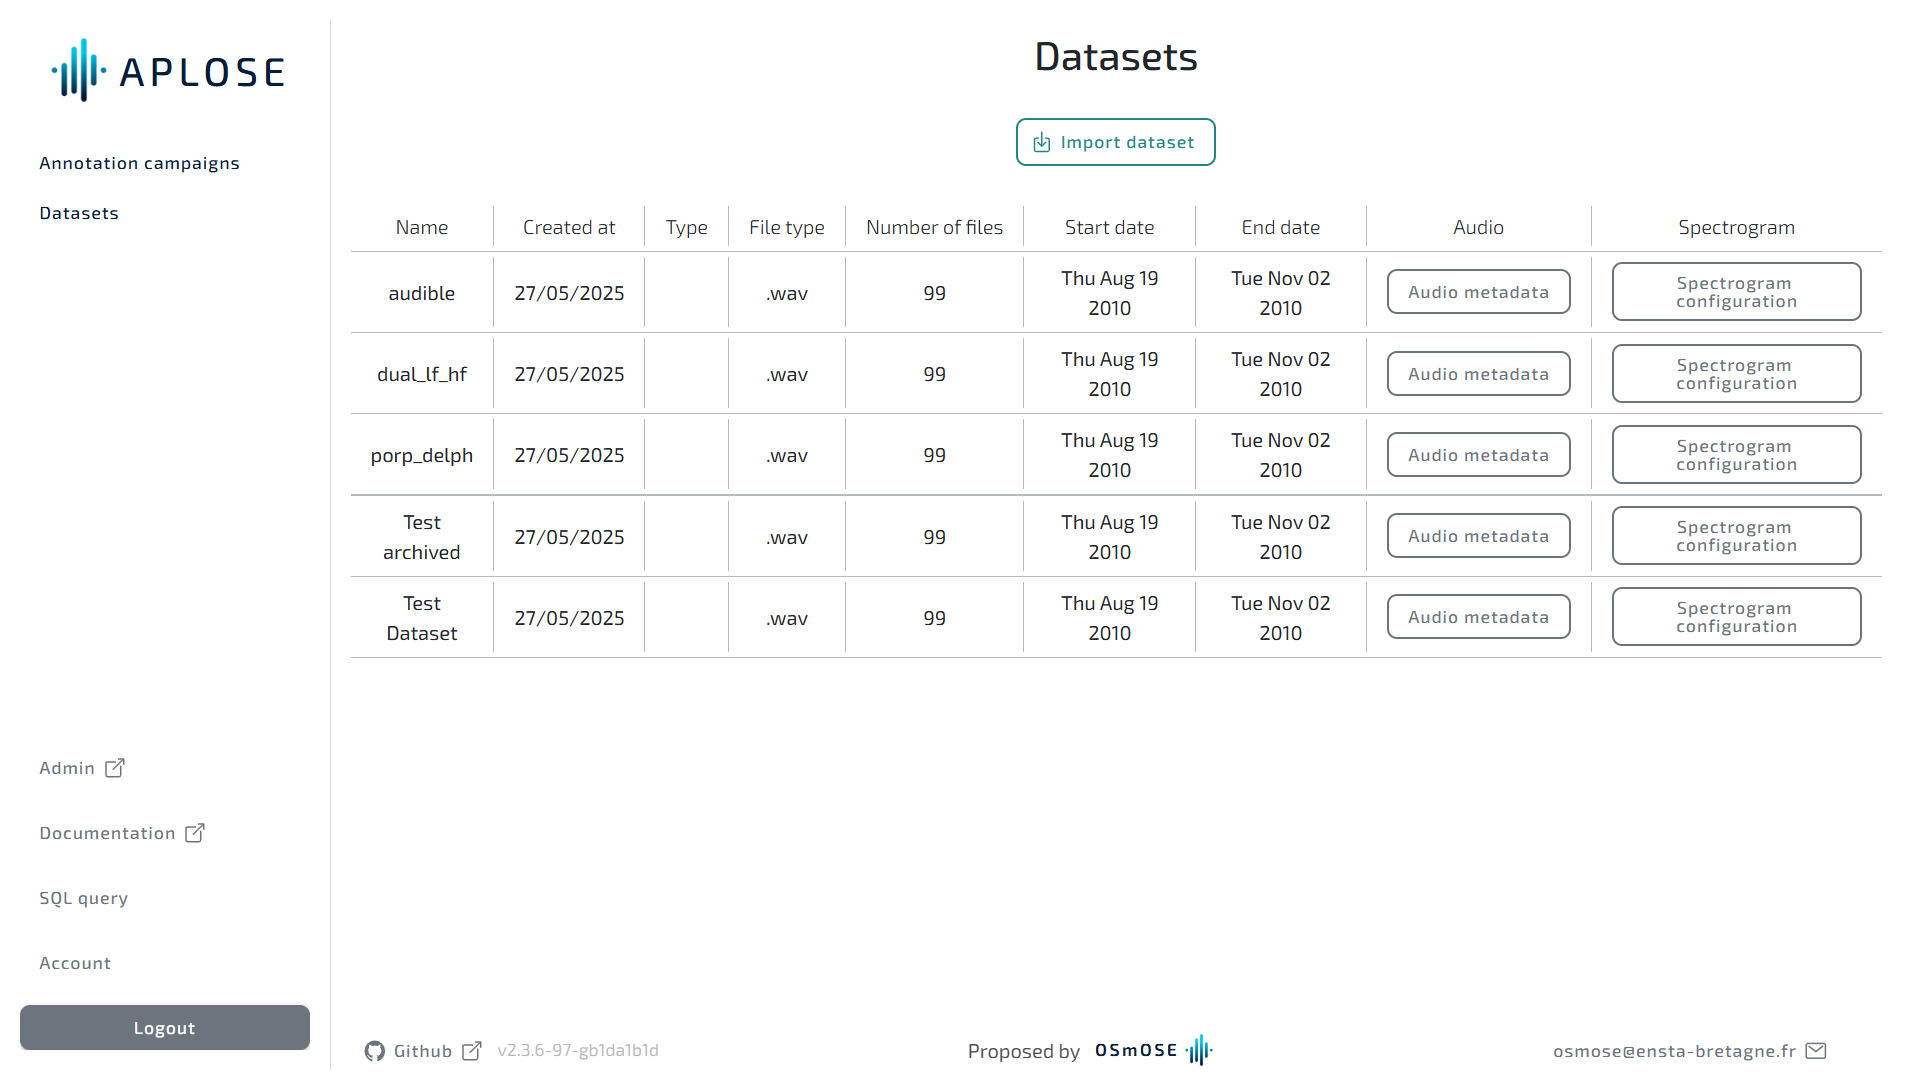 APLOSE
Annotation campaigns
Datasets
Admin
Documentation
SQL query
Account
Logout
Datasets
Import dataset
Name Created at Type File type Number of files Start date End date Audio Spectrogram
audible 27/05/2025 .wav 99 Thu Aug 19 2010 Tue Nov 02 2010 Audio metadata Spectrogram configuration
dual_lf_hf 27/05/2025 .wav 99 Thu Aug 19 2010 Tue Nov 02 2010 Audio metadata Spectrogram configuration
porp_delph 27/05/2025 .wav 99 Thu Aug 19 2010 Tue Nov 02 2010 Audio metadata Spectrogram configuration
Test archived 27/05/2025 .wav 99 Thu Aug 19 2010 Tue Nov 02 2010 Audio metadata Spectrogram configuration
Test Dataset 27/05/2025 .wav 99 Thu Aug 19 2010 Tue Nov 02 2010 Audio metadata Spectrogram configuration
Github v2.3.6-97-gb1da1b1d
Proposed by OSmOSE
osmose@ensta-bretagne.fr